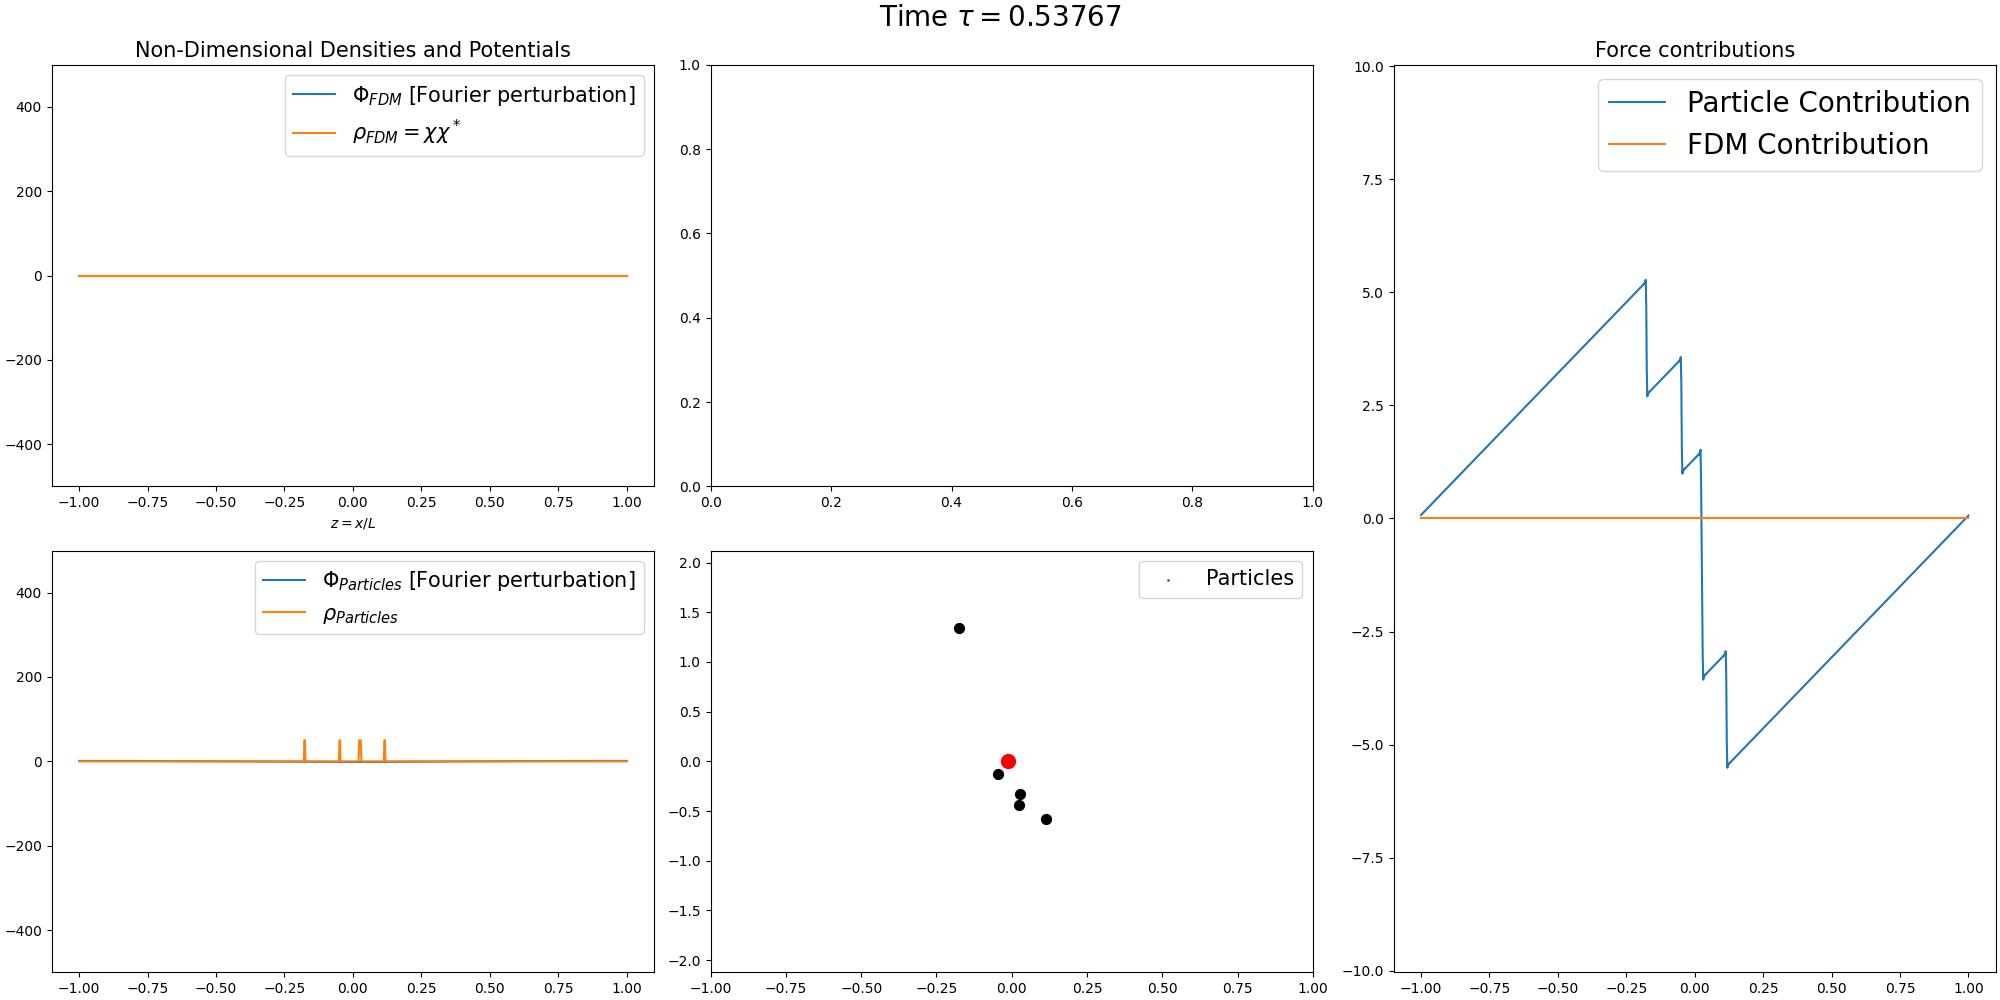 Time τ = 0.53767
Non-Dimensional Densities and Potentials
Φ_FDM [Fourier perturbation]
ρ_FDM = χχ*
400
200
0
−200
−400
−1.00 −0.75 −0.50 −0.25 0.00 0.25 0.50 0.75 1.00
z = x/L
1.0
0.8
0.6
0.4
0.2
0.0
0.0 0.2 0.4 0.6 0.8 1.0
Φ_Particles [Fourier perturbation]
ρ_Particles
400
200
0
−200
−400
−1.00 −0.75 −0.50 −0.25 0.00 0.25 0.50 0.75 1.00
Particles
2.0
1.5
1.0
0.5
0.0
−0.5
−1.0
−1.5
−2.0
−1.00 −0.75 −0.50 −0.25 0.00 0.25 0.50 0.75 1.00
Force contributions
Particle Contribution
FDM Contribution
10.0
7.5
5.0
2.5
0.0
−2.5
−5.0
−7.5
−10.0
−1.00 −0.75 −0.50 −0.25 0.00 0.25 0.50 0.75 1.00